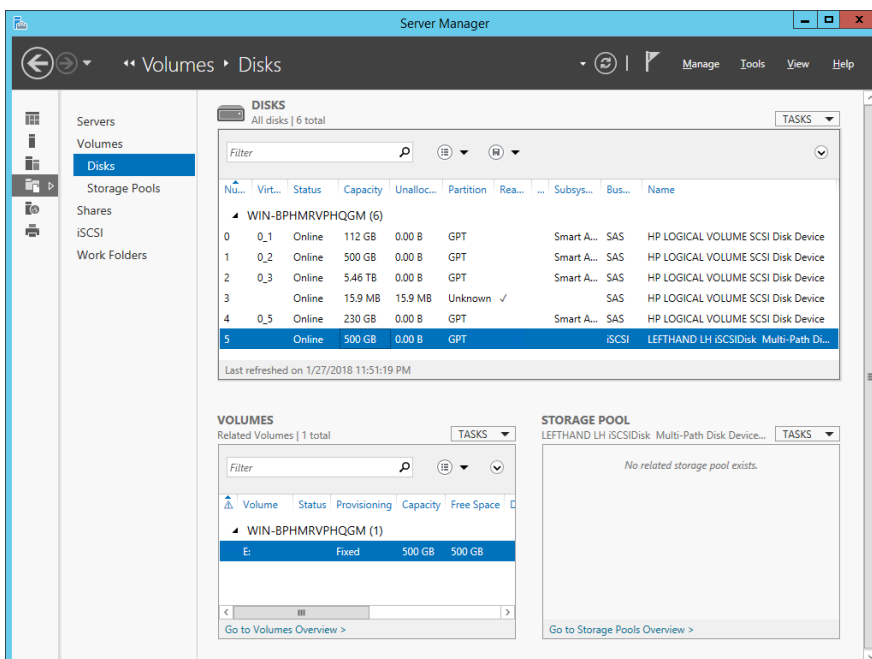 Server Manager
Volumes Disks
Manage Tools View Help
Servers
Volumes
Disks
Storage Pools
Shares
iSCSI
Work Folders
DISKS
All disks | 6 total
TASKS
Filter
Nu... Virt... Status Capacity Unalloc... Partition Rea... ... Subsys... Bus... Name
WIN-BPHMRVPHQGM (6)
0 0_1 Online 112 GB 0.00 B GPT Smart A... SAS HP LOGICAL VOLUME SCSI Disk Device
1 0_2 Online 500 GB 0.00 B GPT Smart A... SAS HP LOGICAL VOLUME SCSI Disk Device
2 0_3 Online 5.46 TB 0.00 B GPT Smart A... SAS HP LOGICAL VOLUME SCSI Disk Device
3 Online 15.9 MB 15.9 MB Unknown ✓ SAS HP LOGICAL VOLUME SCSI Disk Device
4 0_5 Online 230 GB 0.00 B GPT Smart A... SAS HP LOGICAL VOLUME SCSI Disk Device
5 Online 500 GB 0.00 B GPT iSCSI LEFTHAND LH iSCSIDisk Multi-Path Di...
Last refreshed on 1/27/2018 11:51:19 PM
VOLUMES
Related Volumes | 1 total
TASKS
Filter
Volume Status Provisioning Capacity Free Space D
WIN-BPHMRVPHQGM (1)
E: Fixed 500 GB 500 GB
Go to Volumes Overview >
STORAGE POOL
LEFTHAND LH iSCSIDisk Multi-Path Disk Device...
TASKS
No related storage pool exists.
Go to Storage Pools Overview >